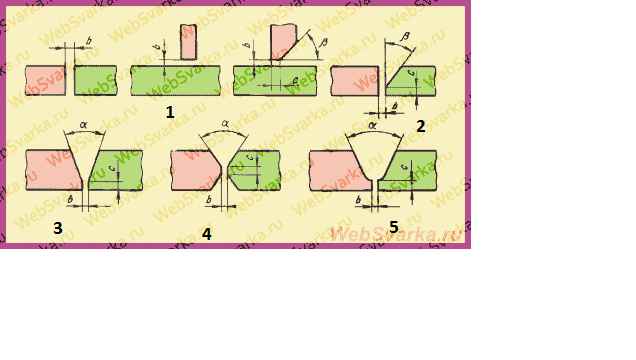 b b b β c β c b
1 2
α c b α c b α c b
3 4 5
WebSvarka.ru